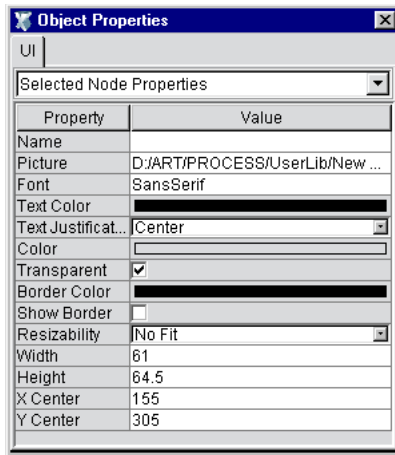 Object Properties
UI
Selected Node Properties
Property Value
Name
Picture D:/ART/PROCESS/UserLib/New ...
Font SansSerif
Text Color
Text Justificat... Center
Color
Transparent
Border Color
Show Border
Resizability No Fit
Width 61
Height 64.5
X Center 155
Y Center 305